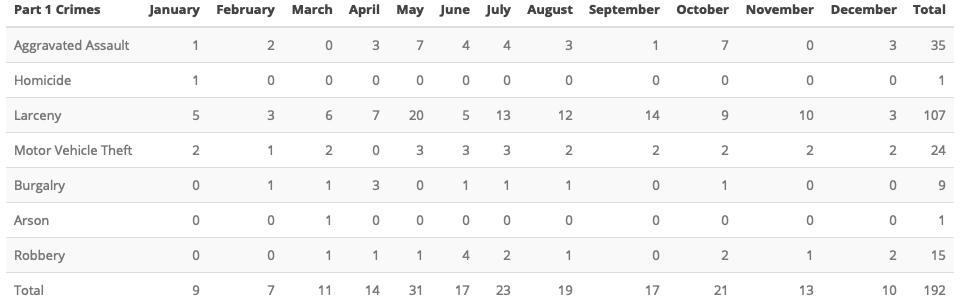 Part 1 Crimes January February March April May June July August September October November December Total
Aggravated Assault 1 2 0 3 7 4 4 3 1 7 0 3 35
Homicide 1 0 0 0 0 0 0 0 0 0 0 0 1
Larceny 5 3 6 7 20 5 13 12 14 9 10 3 107
Motor Vehicle Theft 2 1 2 0 3 3 3 2 2 2 2 2 24
Burgalry 0 1 1 3 0 1 1 1 0 1 0 0 9
Arson 0 0 1 0 0 0 0 0 0 0 0 0 1
Robbery 0 0 1 1 1 4 2 1 0 2 1 2 15
Total 9 7 11 14 31 17 23 19 17 21 13 10 192